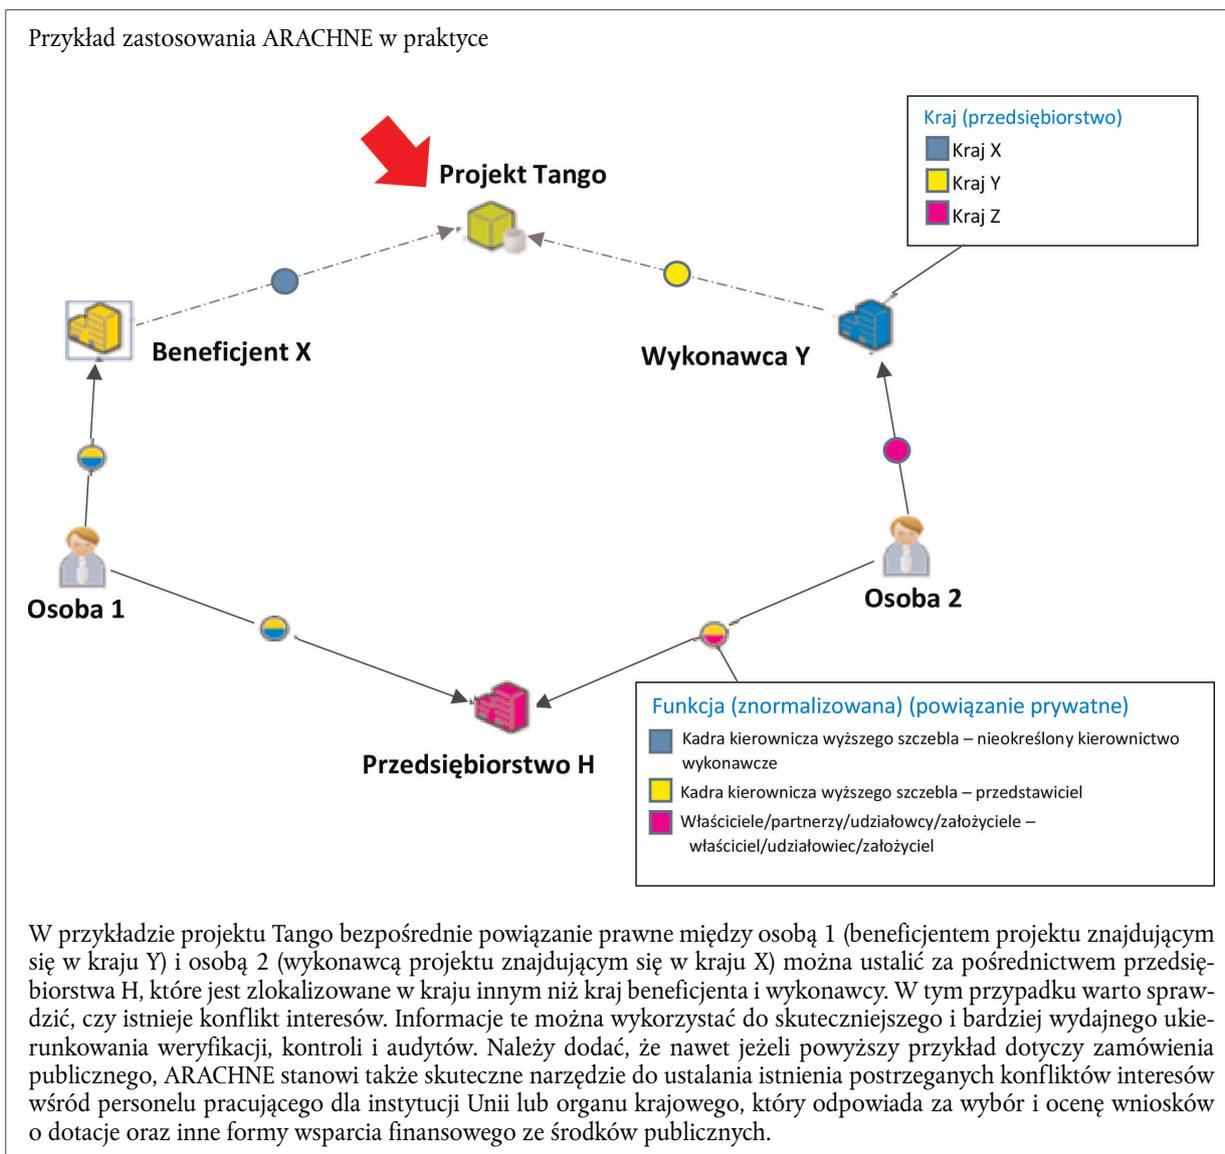 Przykład zastosowania ARACHNE w praktyce
Kraj (przedsiębiorstwo)
Kraj X
Kraj Y
Kraj Z
Projekt Tango
Beneficjent X
Wykonawca Y
Osoba 1
Osoba 2
Przedsiębiorstwo H
Funkcja (znormalizowana) (powiązanie prywatne)
Kadra kierownicza wyższego szczebla – nieokreślony kierownictwo
wykonawcze
Kadra kierownicza wyższego szczebla – przedstawiciel
Właściciele/partnerzy/udziałowcy/założyciele –
właściciel/udziałowiec/założyciel
W przykładzie projektu Tango bezpośrednie powiązanie prawne między osobą 1 (beneficjentem projektu znajdującym
się w kraju Y) i osobą 2 (wykonawcą projektu znajdującym się w kraju X) można ustalić za pośrednictwem przedsię-
biorstwa H, które jest zlokalizowane w kraju innym niż kraj beneficjenta i wykonawcy. W tym przypadku warto spraw-
dzić, czy istnieje konflikt interesów. Informacje te można wykorzystać do skuteczniejszego i bardziej wydajnego ukie-
runkowania weryfikacji, kontroli i audytów. Należy dodać, że nawet jeżeli powyższy przykład dotyczy zamówienia
publicznego, ARACHNE stanowi także skuteczne narzędzie do ustalania istnienia postrzeganych konfliktów interesów
wśród personelu pracującego dla instytucji Unii lub organu krajowego, który odpowiada za wybór i ocenę wniosków
o dotacje oraz inne formy wsparcia finansowego ze środków publicznych.